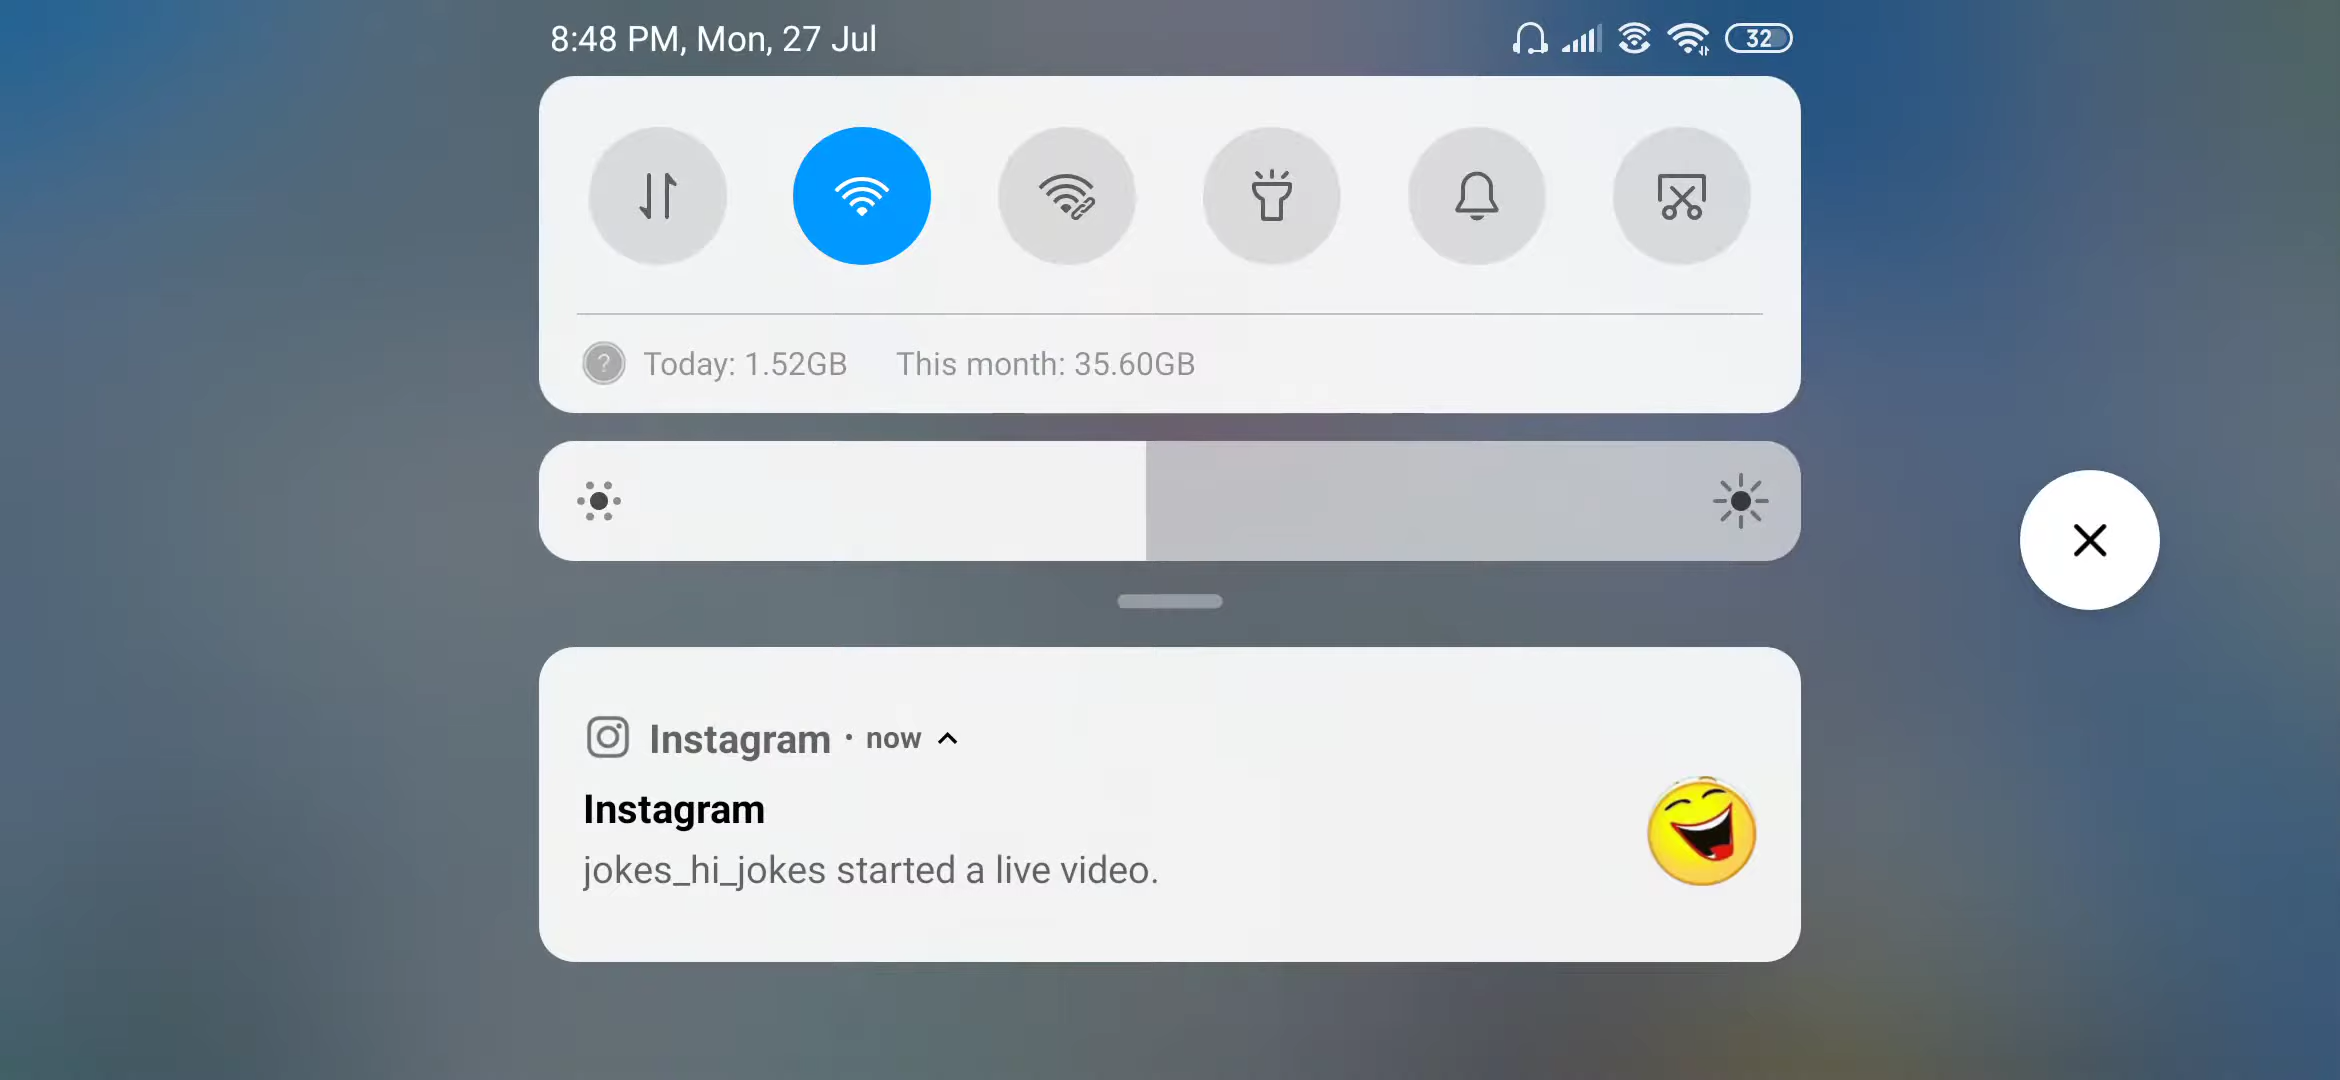 8:48 PM, Mon, 27 Jul 32
? Today: 1.52GB This month: 35.60GB
Instagram · now
Instagram
jokes_hi_jokes started a live video.